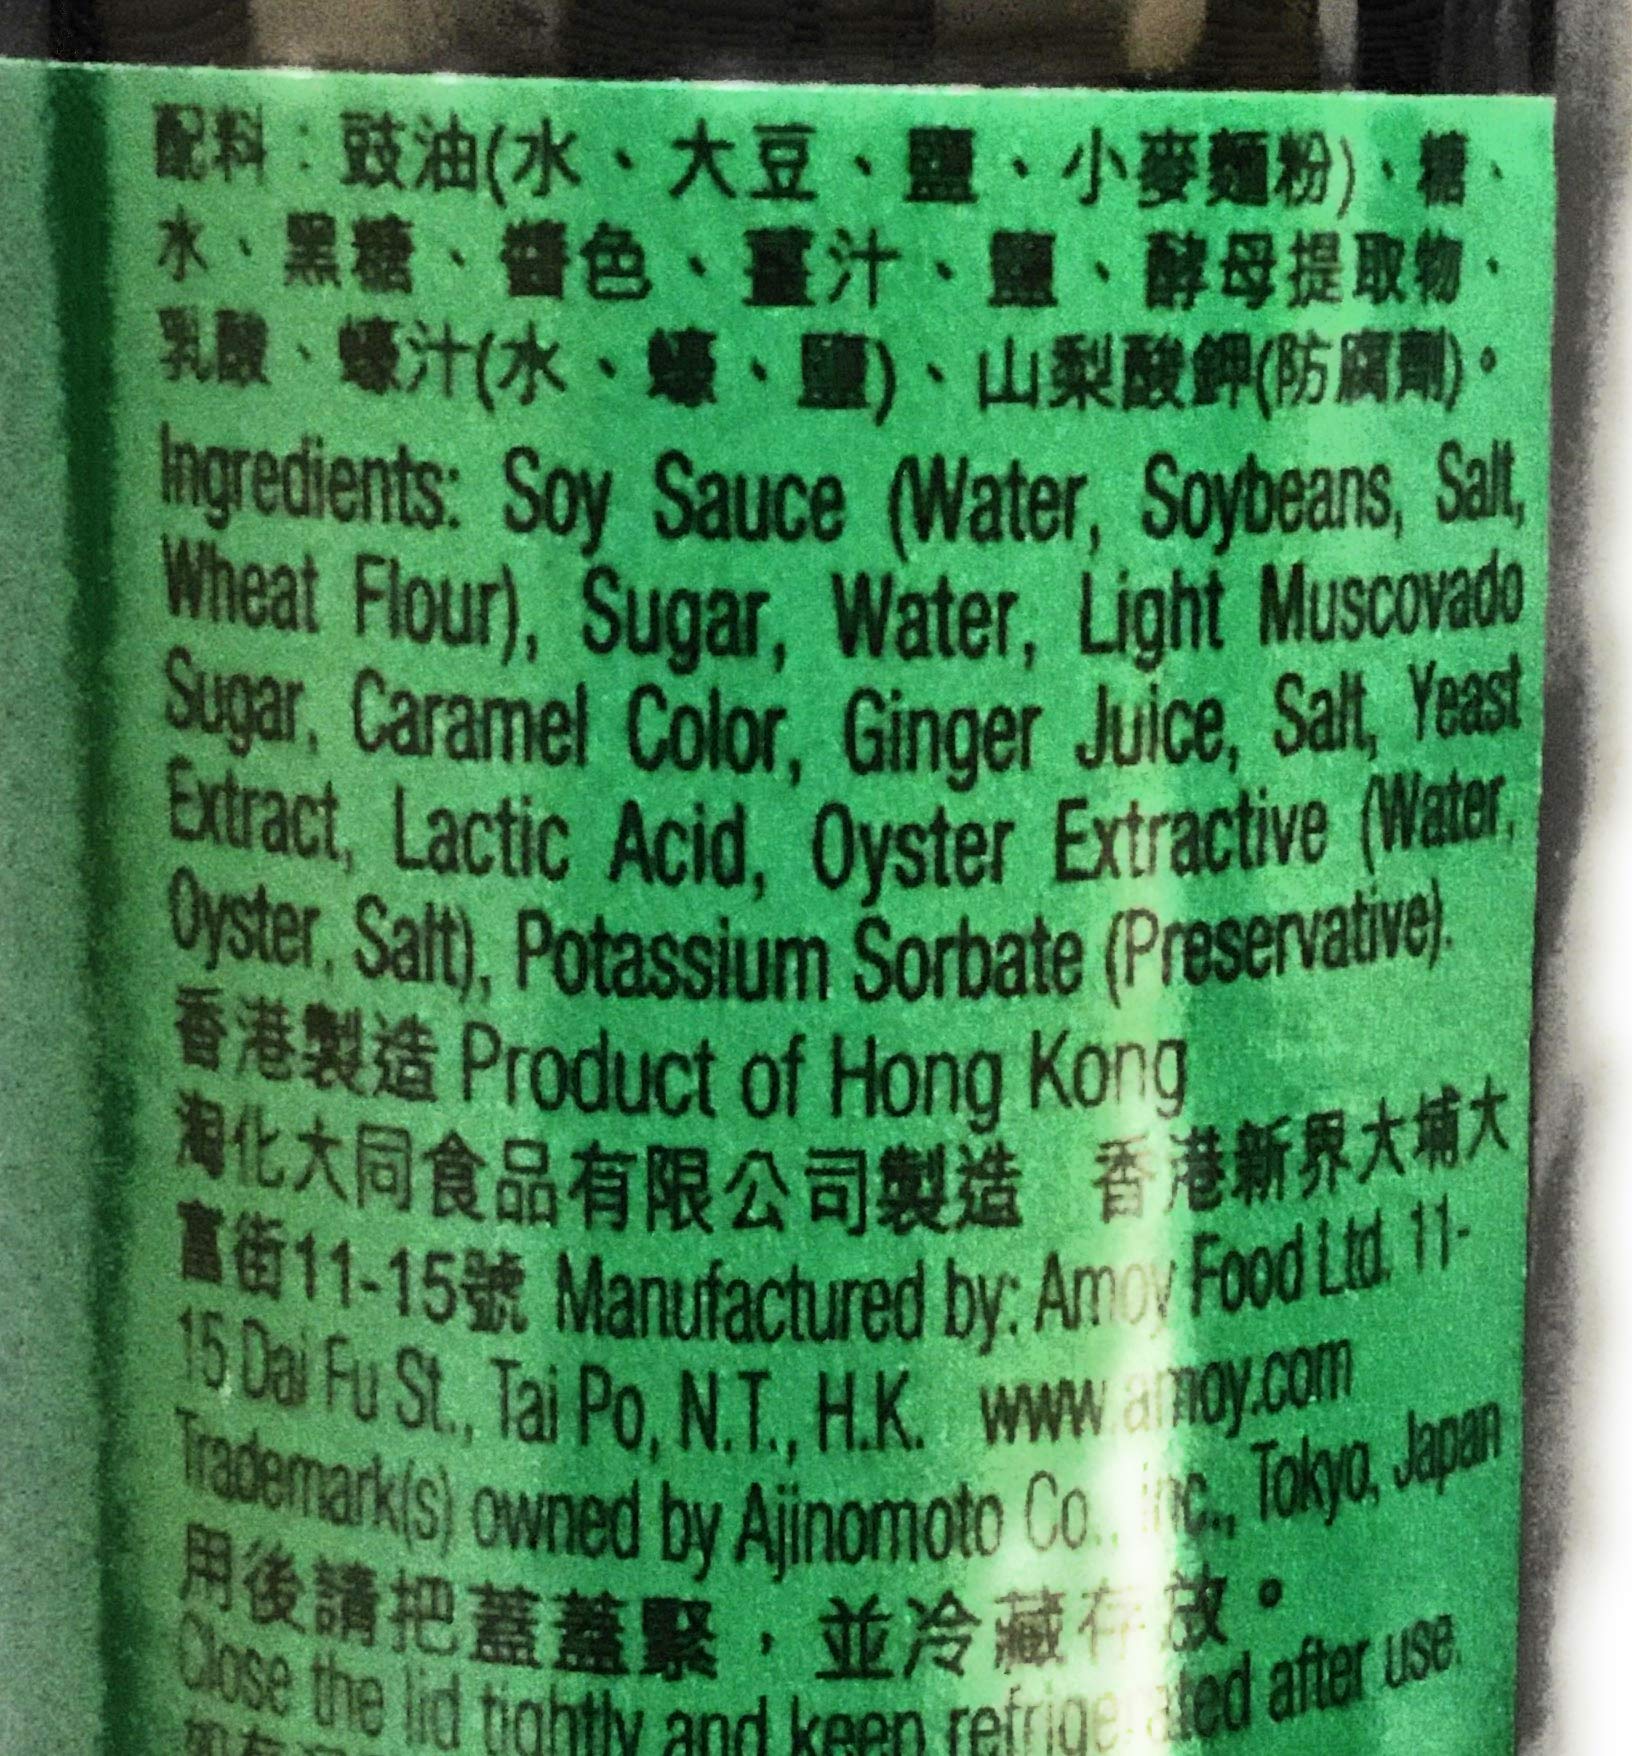 配料：豉油(水、大豆、鹽、小麥麵粉)、糖、
水、黑糖、醬色、薑汁、鹽、酵母提取物、
乳酸、蠔汁(水、蠔、鹽)、山梨酸鉀(防腐劑)。
Ingredients: Soy Sauce (Water, Soybeans, Salt,
Wheat Flour), Sugar, Water, Light Muscovado
Sugar, Caramel Color, Ginger Juice, Salt, Yeast
Extract, Lactic Acid, Oyster Extractive (Water,
Oyster, Salt), Potassium Sorbate (Preservative).
香港製造 Product of Hong Kong
淘化大同食品有限公司製造 香港新界大埔大
富街11-15號 Manufactured by: Amoy Food Ltd. 11-
15 Dai Fu St., Tai Po, N.T., H.K. www.amoy.com
Trademark(s) owned by Ajinomoto Co., Inc., Tokyo, Japan
用後請把蓋蓋緊，並冷藏存放。
Close the lid tightly and keep refrigerated after use.